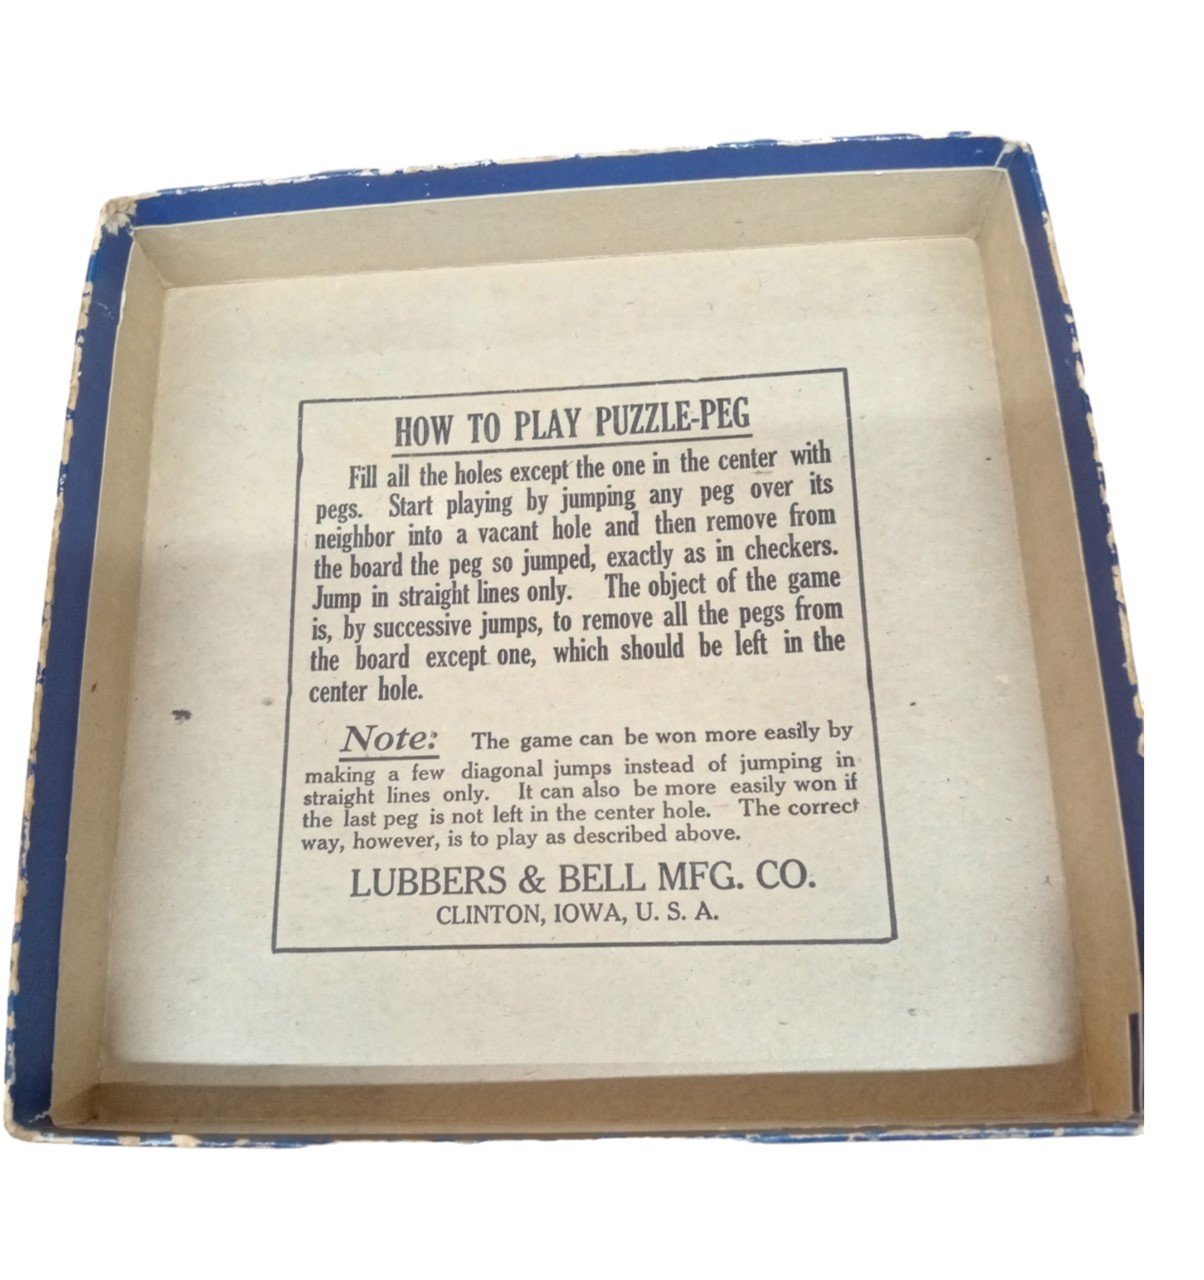 HOW TO PLAY PUZZLE-PEG
Fill all the holes except the one in the center with
pegs. Start playing by jumping any peg over its
neighbor into a vacant hole and then remove from
the board the peg so jumped, exactly as in checkers.
Jump in straight lines only. The object of the game
is, by successive jumps, to remove all the pegs from
the board except one, which should be left in the
center hole.
Note: The game can be won more easily by
making a few diagonal jumps instead of jumping in
straight lines only. It can also be more easily won if
the last peg is not left in the center hole. The correct
way, however, is to play as described above.
LUBBERS & BELL MFG. CO.
CLINTON, IOWA, U. S. A.